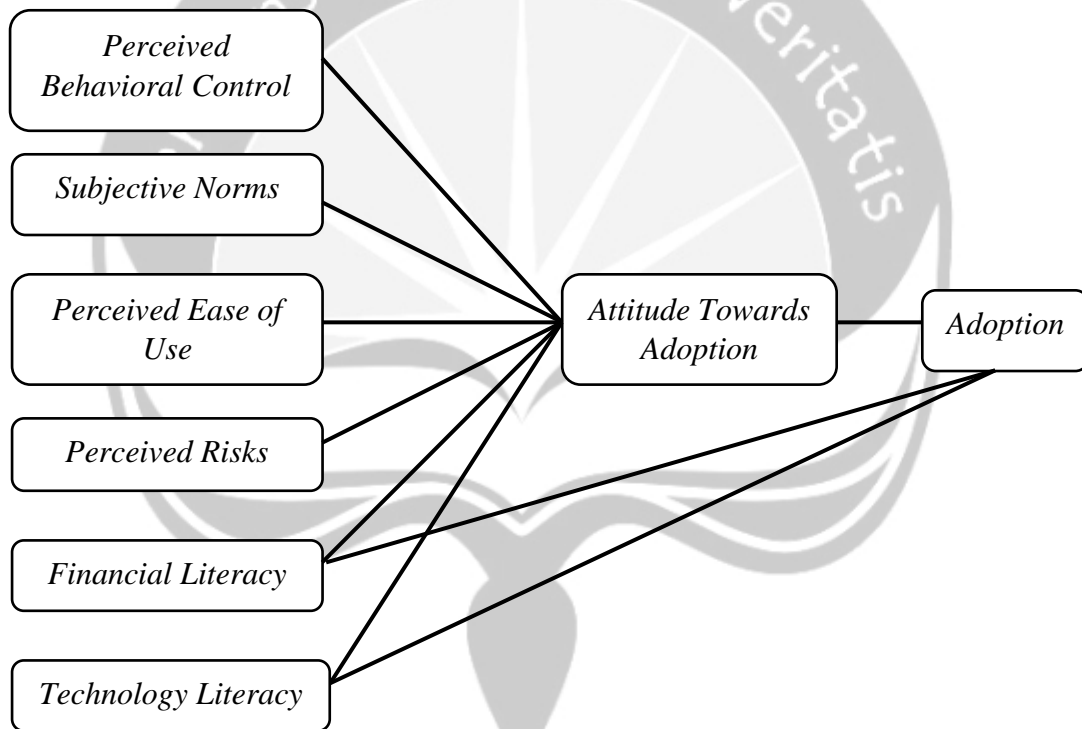 Perceived
Behavioral Control
Subjective Norms
Perceived Ease of
Use
Perceived Risks
Financial Literacy
Technology Literacy
Attitude Towards
Adoption
Adoption
veritatis